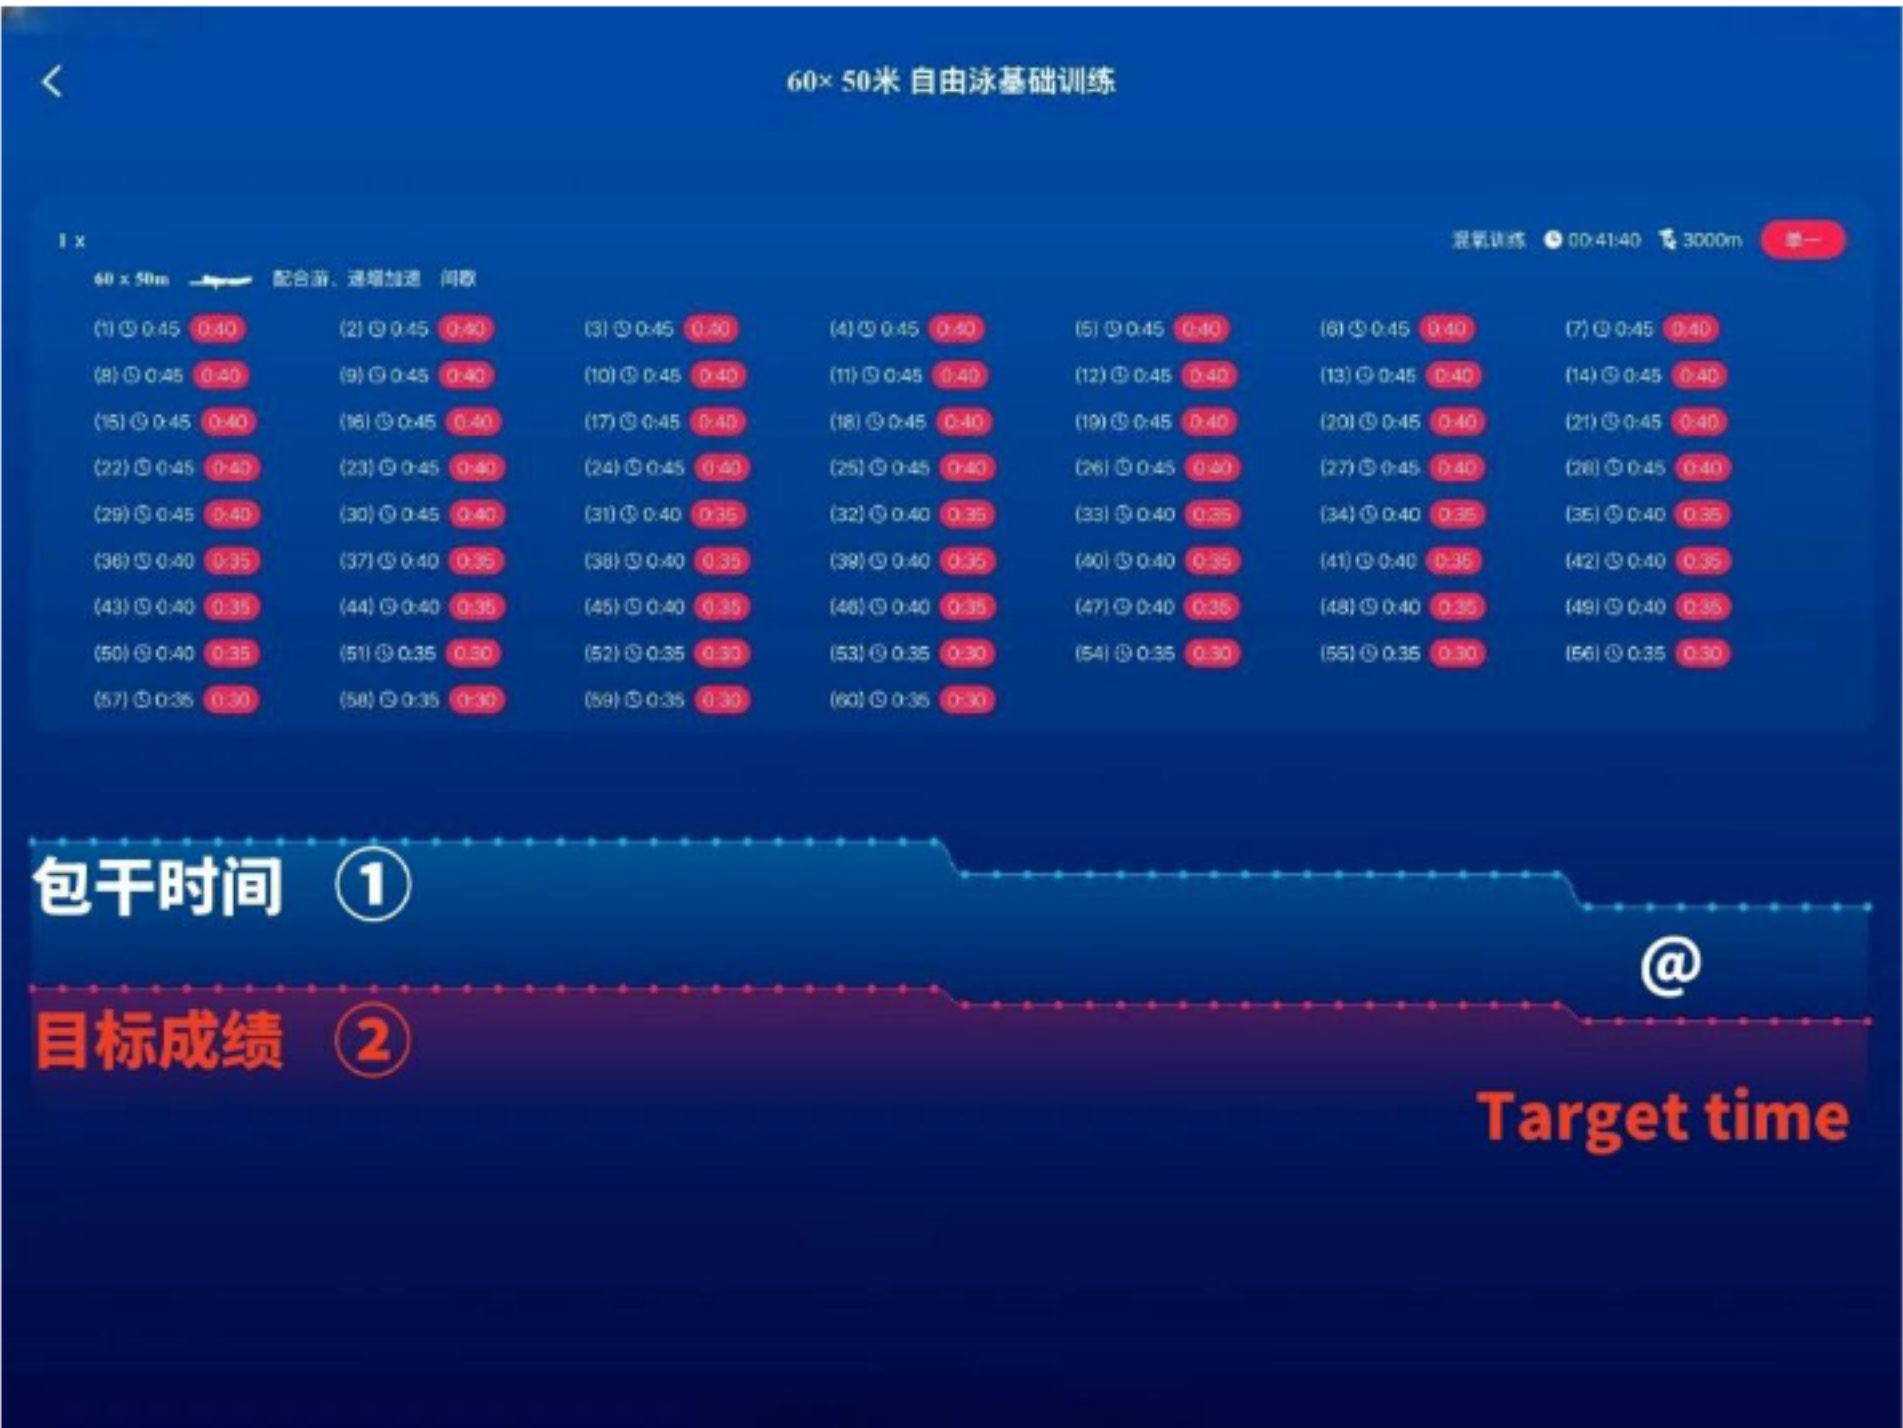 60× 50米 自由泳基础训练
1 x
混氧训练 00:41:40 3000m 单一
60 x 50m 配合游、递增加速 间歇
(1) 0:45 0:40 (2) 0:45 0:40 (3) 0:45 0:40 (4) 0:45 0:40 (5) 0:45 0:40 (6) 0:45 0:40 (7) 0:45 0:40
(8) 0:45 0:40 (9) 0:45 0:40 (10) 0:45 0:40 (11) 0:45 0:40 (12) 0:45 0:40 (13) 0:45 0:40 (14) 0:45 0:40
(15) 0:45 0:40 (16) 0:45 0:40 (17) 0:45 0:40 (18) 0:45 0:40 (19) 0:45 0:40 (20) 0:45 0:40 (21) 0:45 0:40
(22) 0:45 0:40 (23) 0:45 0:40 (24) 0:45 0:40 (25) 0:45 0:40 (26) 0:45 0:40 (27) 0:45 0:40 (28) 0:45 0:40
(29) 0:45 0:40 (30) 0:45 0:40 (31) 0:40 0:35 (32) 0:40 0:35 (33) 0:40 0:35 (34) 0:40 0:35 (35) 0:40 0:35
(36) 0:40 0:35 (37) 0:40 0:35 (38) 0:40 0:35 (39) 0:40 0:35 (40) 0:40 0:35 (41) 0:40 0:35 (42) 0:40 0:35
(43) 0:40 0:35 (44) 0:40 0:35 (45) 0:40 0:35 (46) 0:40 0:35 (47) 0:40 0:35 (48) 0:40 0:35 (49) 0:40 0:35
(50) 0:40 0:35 (51) 0:35 0:30 (52) 0:35 0:30 (53) 0:35 0:30 (54) 0:35 0:30 (55) 0:35 0:30 (56) 0:35 0:30
(57) 0:35 0:30 (58) 0:35 0:30 (59) 0:35 0:30 (60) 0:35 0:30
包干时间 ①
@
目标成绩 ②
Target time